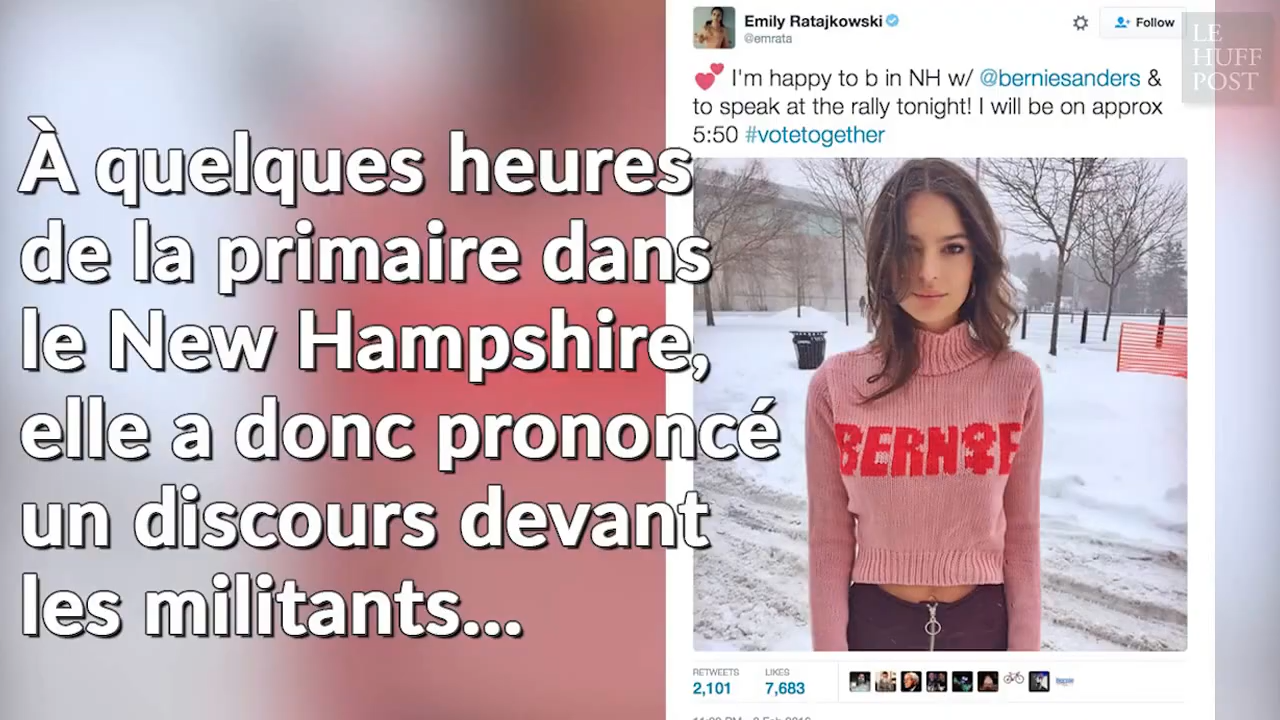 À quelques heures
de la primaire dans
le New Hampshire,
elle a donc prononcé
un discours devant
les militants...
Emily Ratajkowski
@emrata
Follow
LE
HUFF
POST
I'm happy to b in NH w/ @berniesanders &
to speak at the rally tonight! I will be on approx
5:50 #votetogether
BERN
RETWEETS
LIKES
2,101
7,683